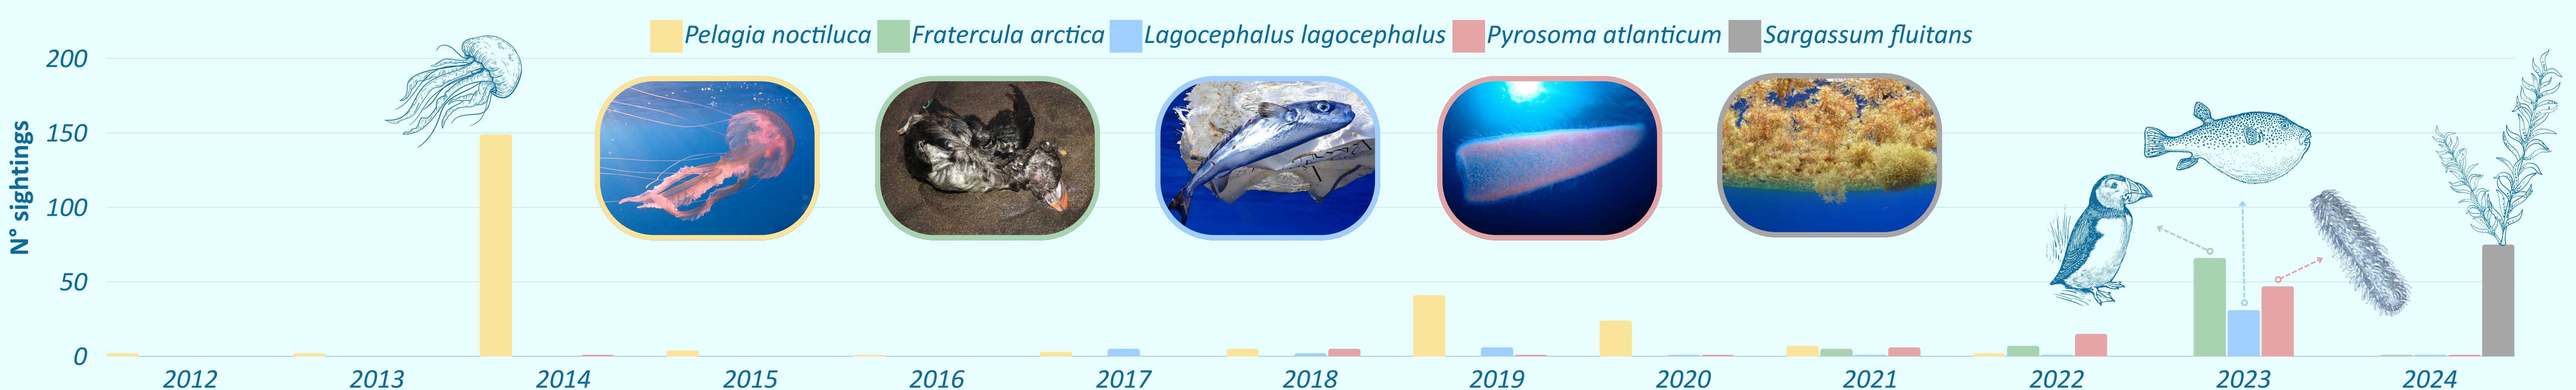 Pelagia noctiluca Fratercula arctica Lagocephalus lagocephalus Pyrosoma atlanticum Sargassum fluitans
N° sightings
200
150
100
50
0
2012 2013 2014 2015 2016 2017 2018 2019 2020 2021 2022 2023 2024